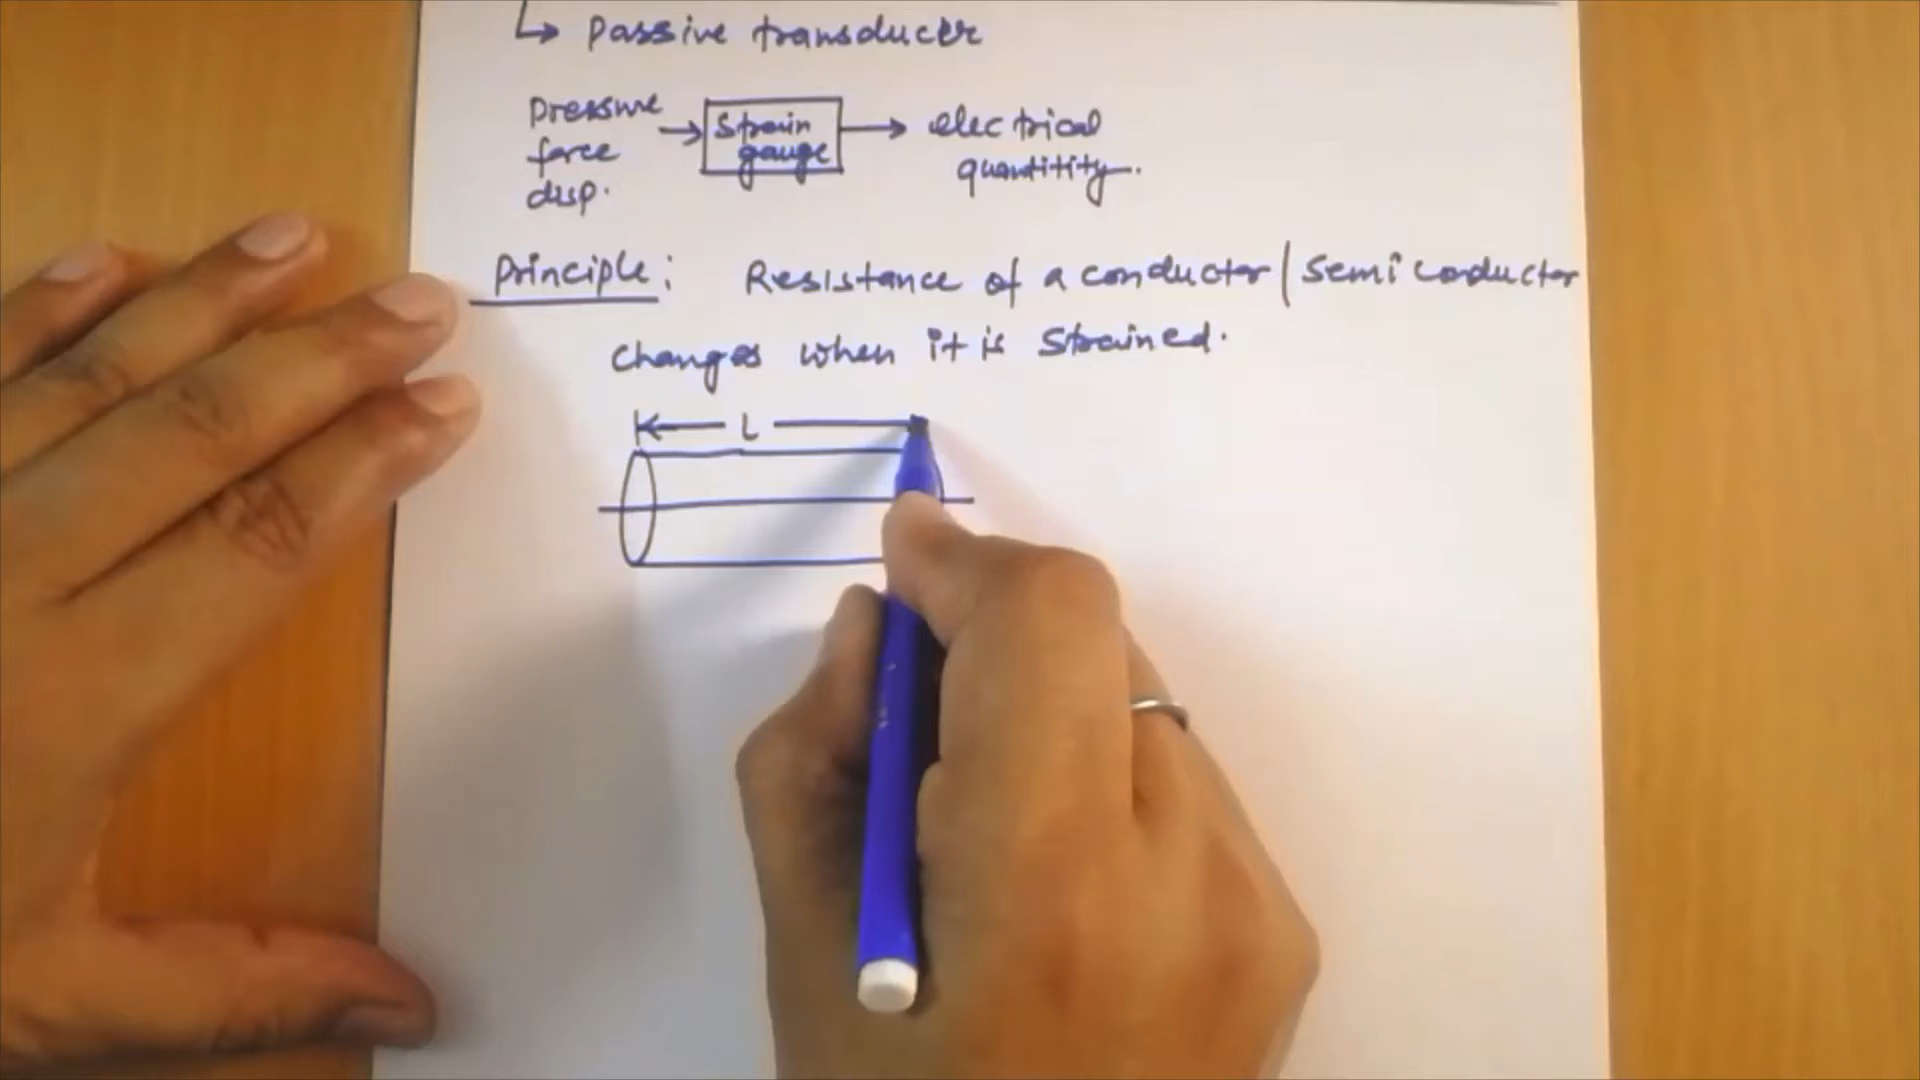 ↳ Passive transducer
Pressure
force
disp.
Strain
gauge
electrical
quantitity.
Principle: Resistance of a conductor/semiconductor
changes when it is strained.
L